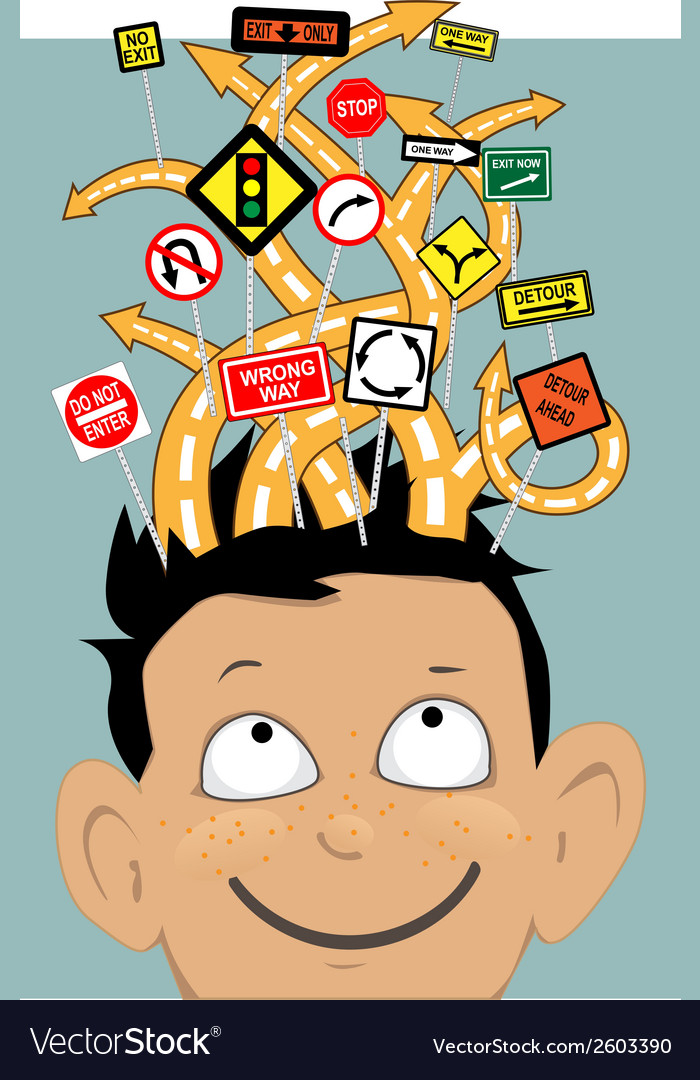 NO
EXIT
EXIT ONLY
ONE WAY
STOP
ONE WAY
EXIT NOW
DETOUR
WRONG
WAY
DO NOT
ENTER
DETOUR
AHEAD
VectorStock®
VectorStock.com/2603390